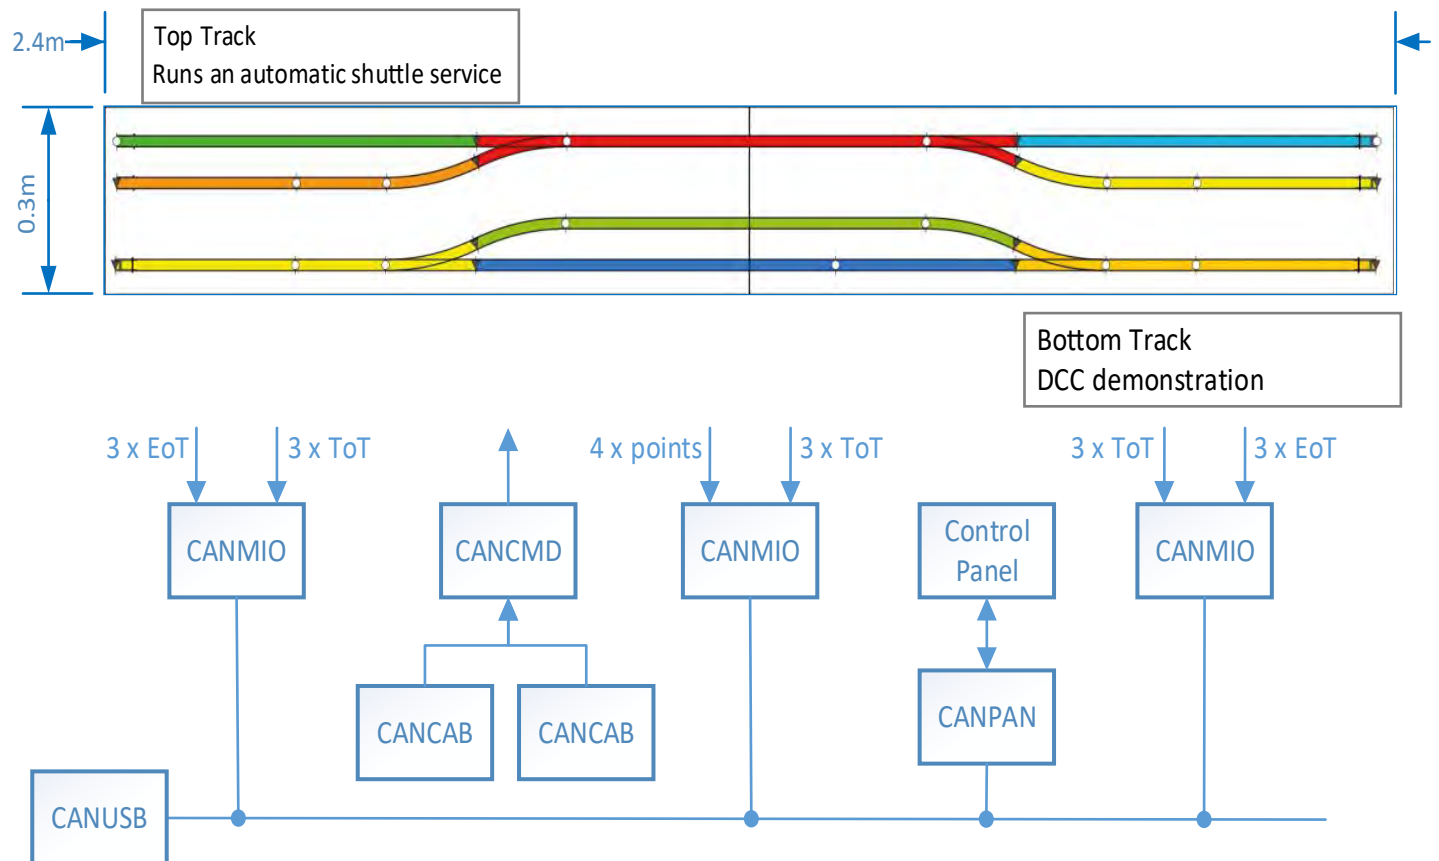 2.4m
Top Track
Runs an automatic shuttle service
0.3m
Bottom Track
DCC demonstration
3 x EoT
3 x ToT
4 x points
3 x ToT
3 x ToT
3 x EoT
CANMIO
CANCMD
CANMIO
Control
Panel
CANMIO
CANCAB
CANCAB
CANPAN
CANUSB